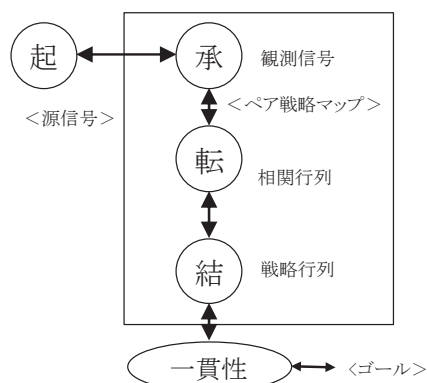 起
承
観測信号
<源信号>
<ペア戦略マップ>
転
相関行列
結
戦略行列
一貫性
<ゴール>